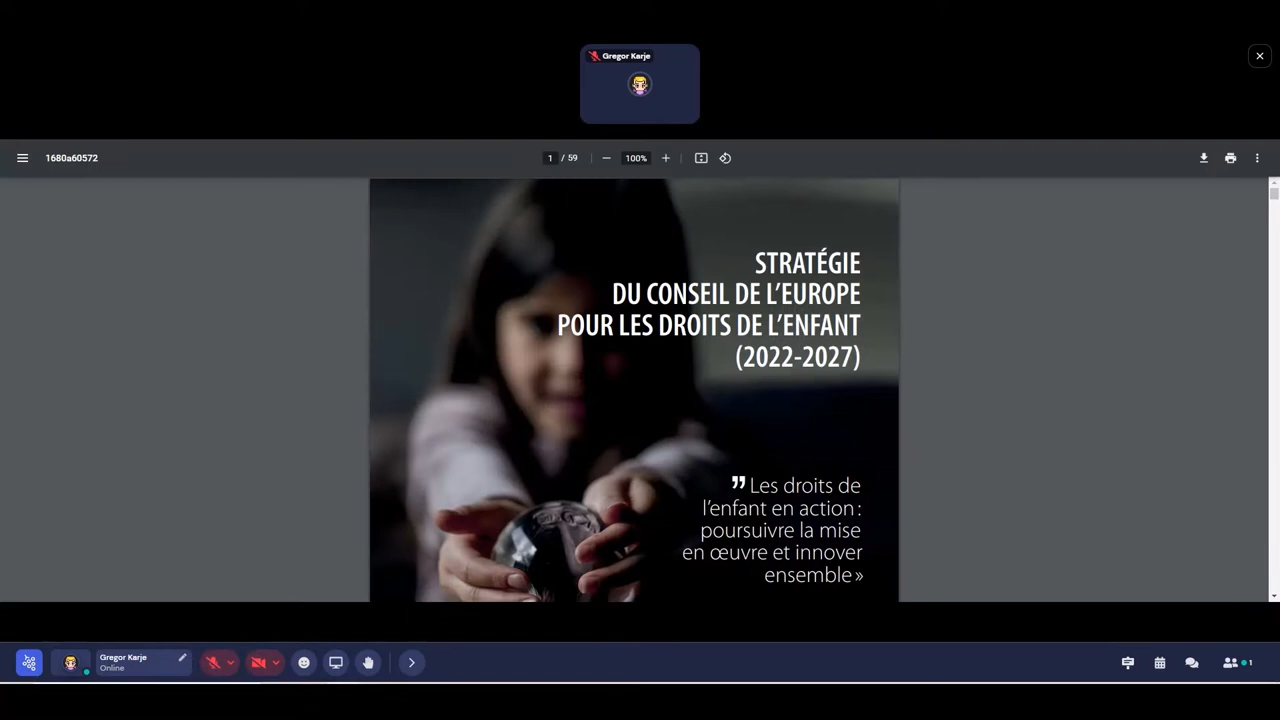 Gregor Karje
1680a60572
1 / 59
100%
STRATÉGIE
DU CONSEIL DE L’EUROPE
POUR LES DROITS DE L’ENFANT
(2022-2027)
” Les droits de
l’enfant en action :
poursuivre la mise
en œuvre et innover
ensemble »
Gregor Karje
Online
1